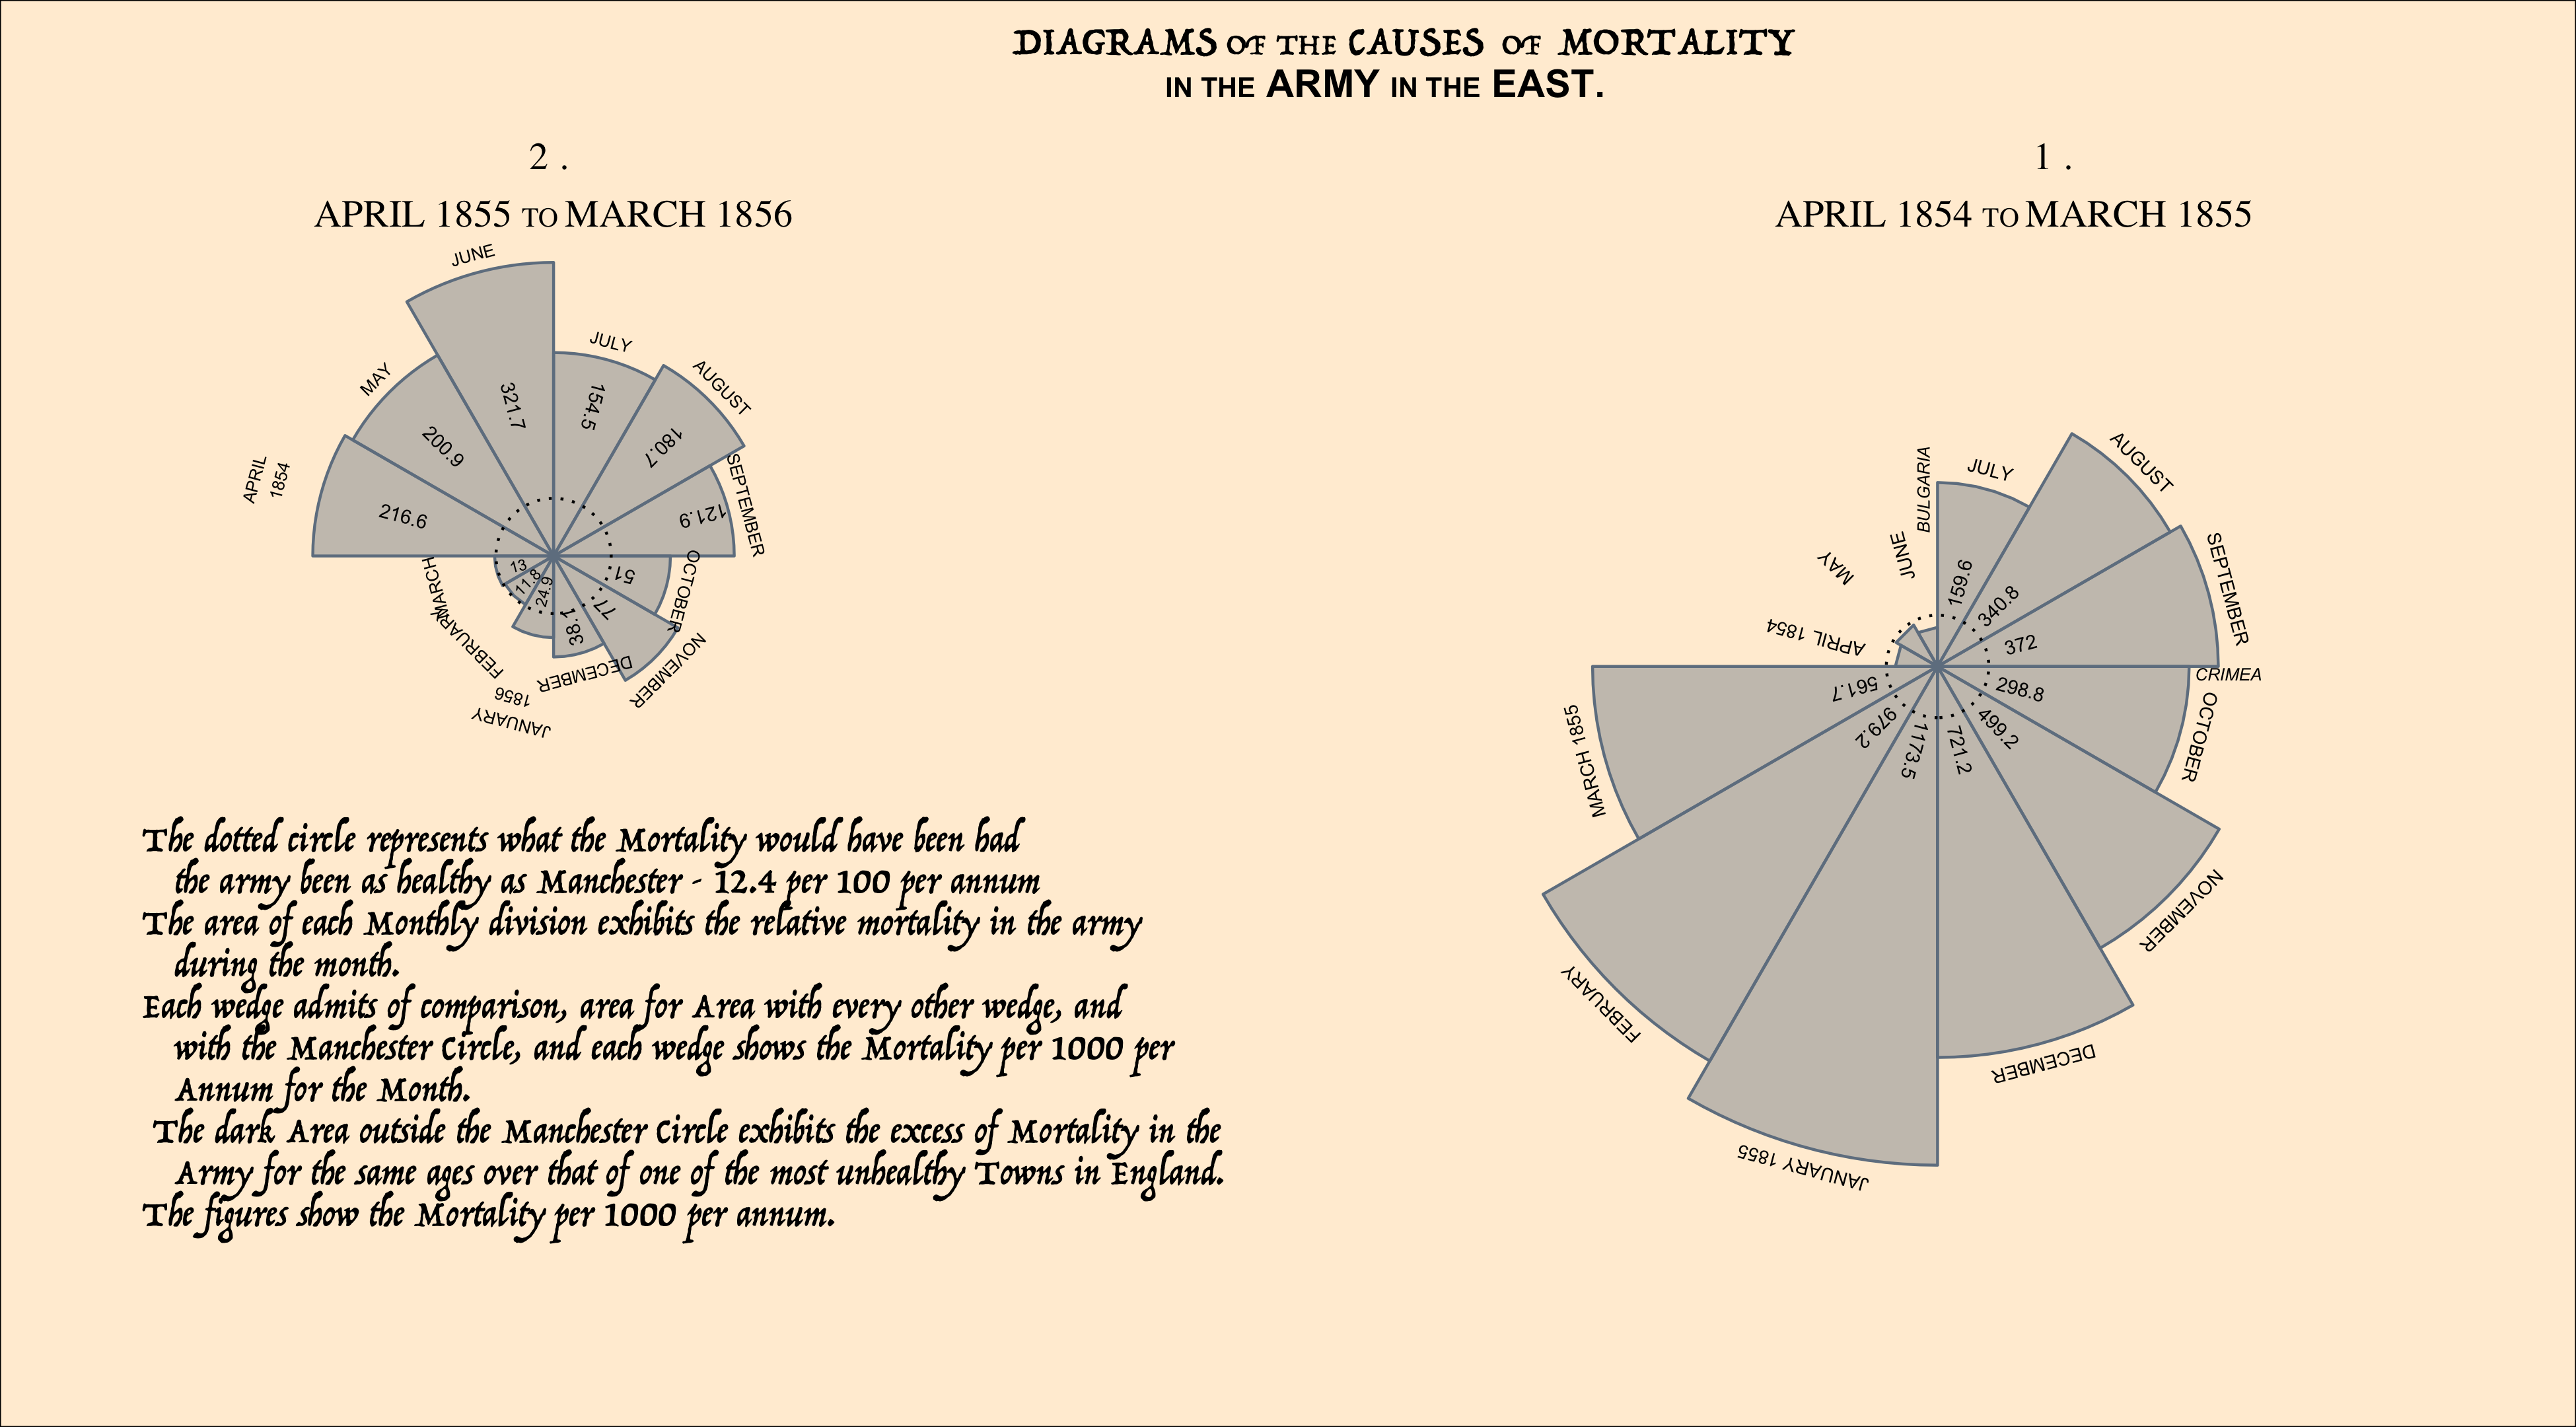 DIAGRAMS OF THE CAUSES OF MORTALITY
IN THE ARMY IN THE EAST.
2 .
APRIL 1855 TO MARCH 1856
APRIL
1854
MAY
JUNE
JULY
AUGUST
SEPTEMBER
OCTOBER
NOVEMBER
DECEMBER
1856
JANUARY
FEBRUARY
MARCH
216.6
200.9
321.7
154.5
180.7
121.9
51
77
38.1
24.9
11.8
13
The dotted circle represents what the Mortality would have been had
the army been as healthy as Manchester - 12.4 per 100 per annum
The area of each Monthly division exhibits the relative mortality in the army
during the month.
Each wedge admits of comparison, area for Area with every other wedge, and
with the Manchester Circle, and each wedge shows the Mortality per 1000 per
Annum for the Month.
The dark Area outside the Manchester Circle exhibits the excess of Mortality in the
Army for the same ages over that of one of the most unhealthy Towns in England.
The figures show the Mortality per 1000 per annum.
1 .
APRIL 1854 TO MARCH 1855
APRIL 1854
MAY
JUNE
BULGARIA
JULY
AUGUST
SEPTEMBER
CRIMEA
OCTOBER
NOVEMBER
DECEMBER
JANUARY 1855
FEBRUARY
MARCH 1855
159.6
340.8
372
298.8
499.2
721.2
1173.5
979.2
561.7